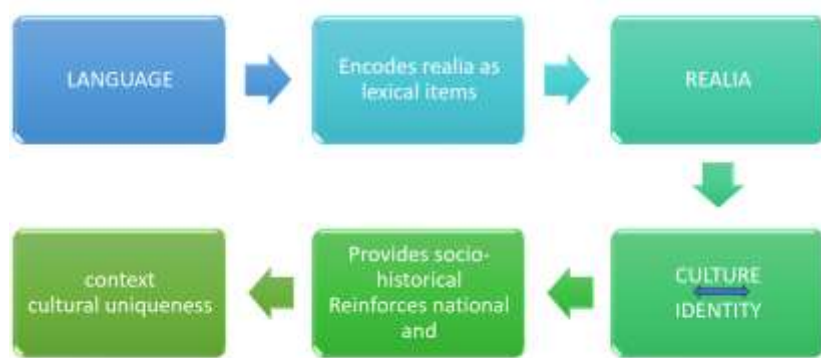 LANGUAGE
Encodes realia as
lexical items
REALIA
CULTURE
IDENTITY
Provides socio-
historical
Reinforces national
and
context
cultural uniqueness